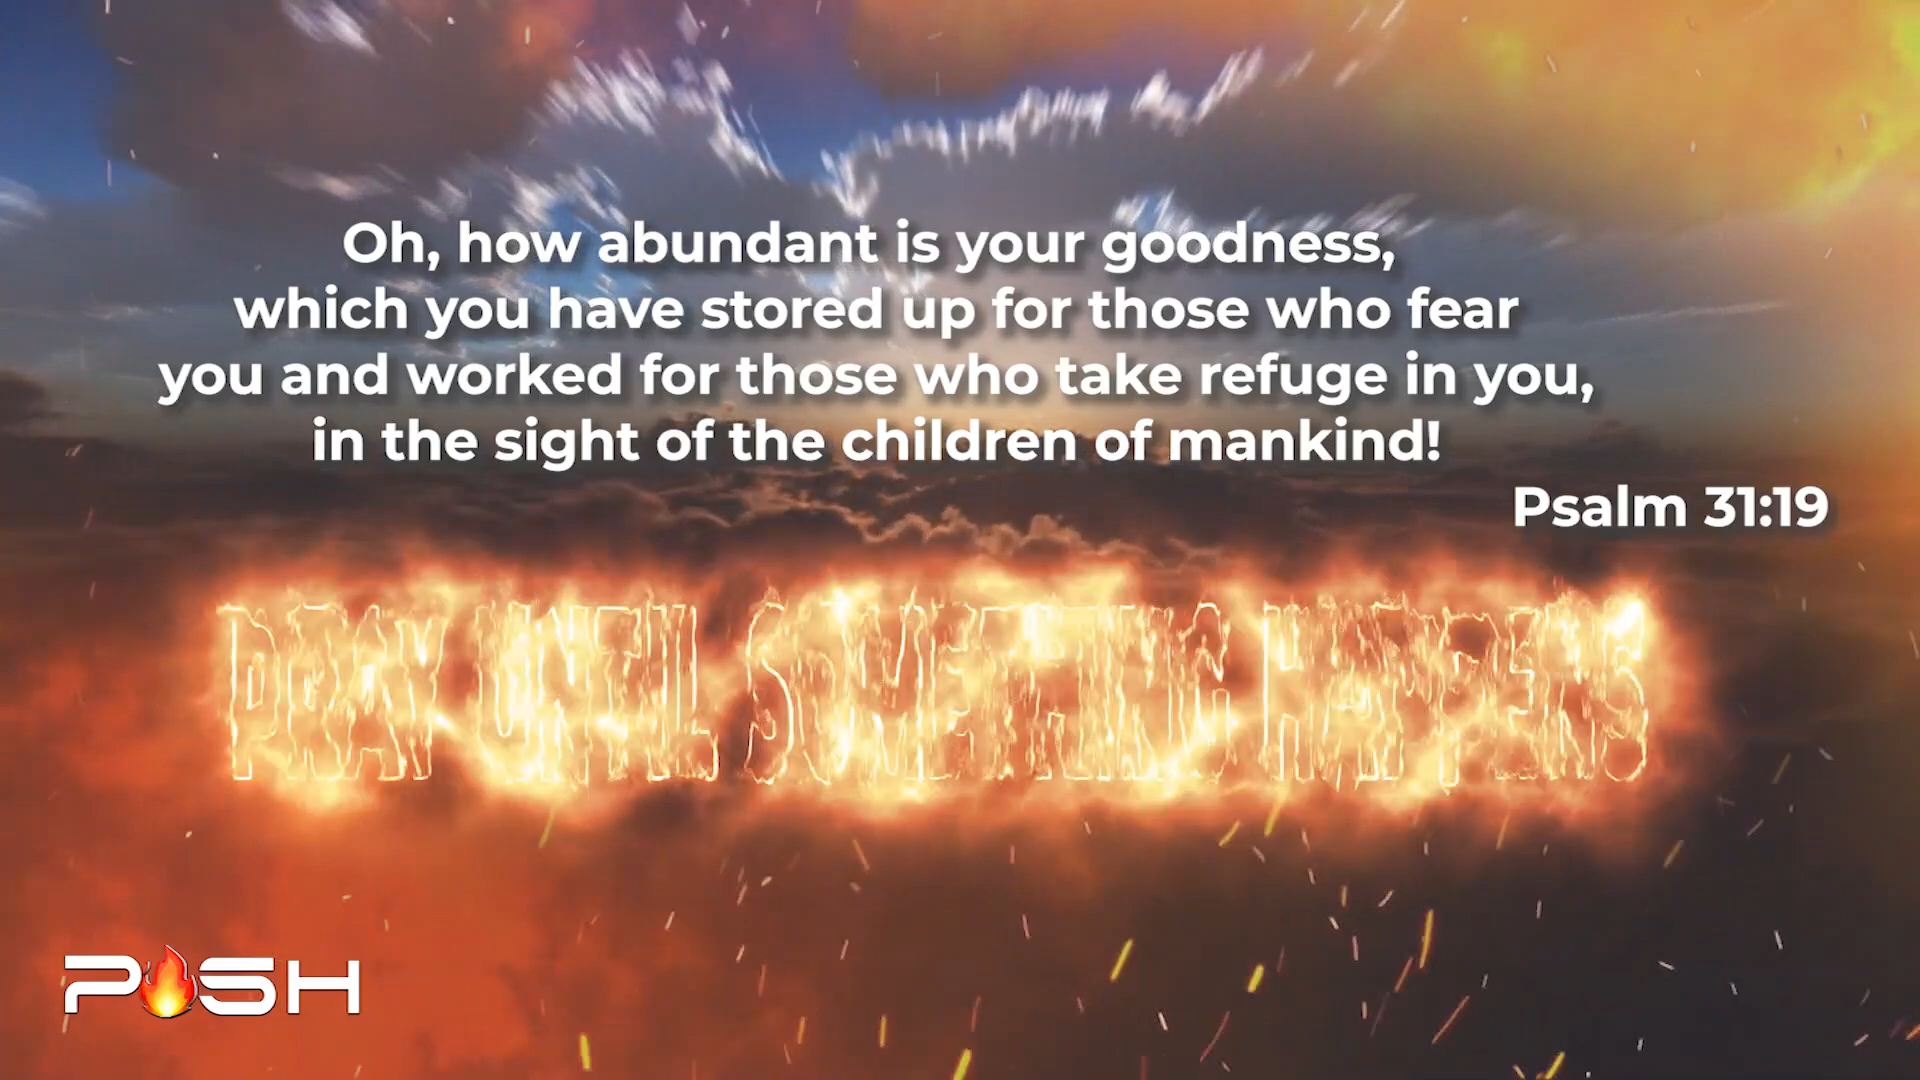 Oh, how abundant is your goodness,
which you have stored up for those who fear
you and worked for those who take refuge in you,
in the sight of the children of mankind!
Psalm 31:19
PRAY UNTIL SOMETHING HAPPENS
PUSH